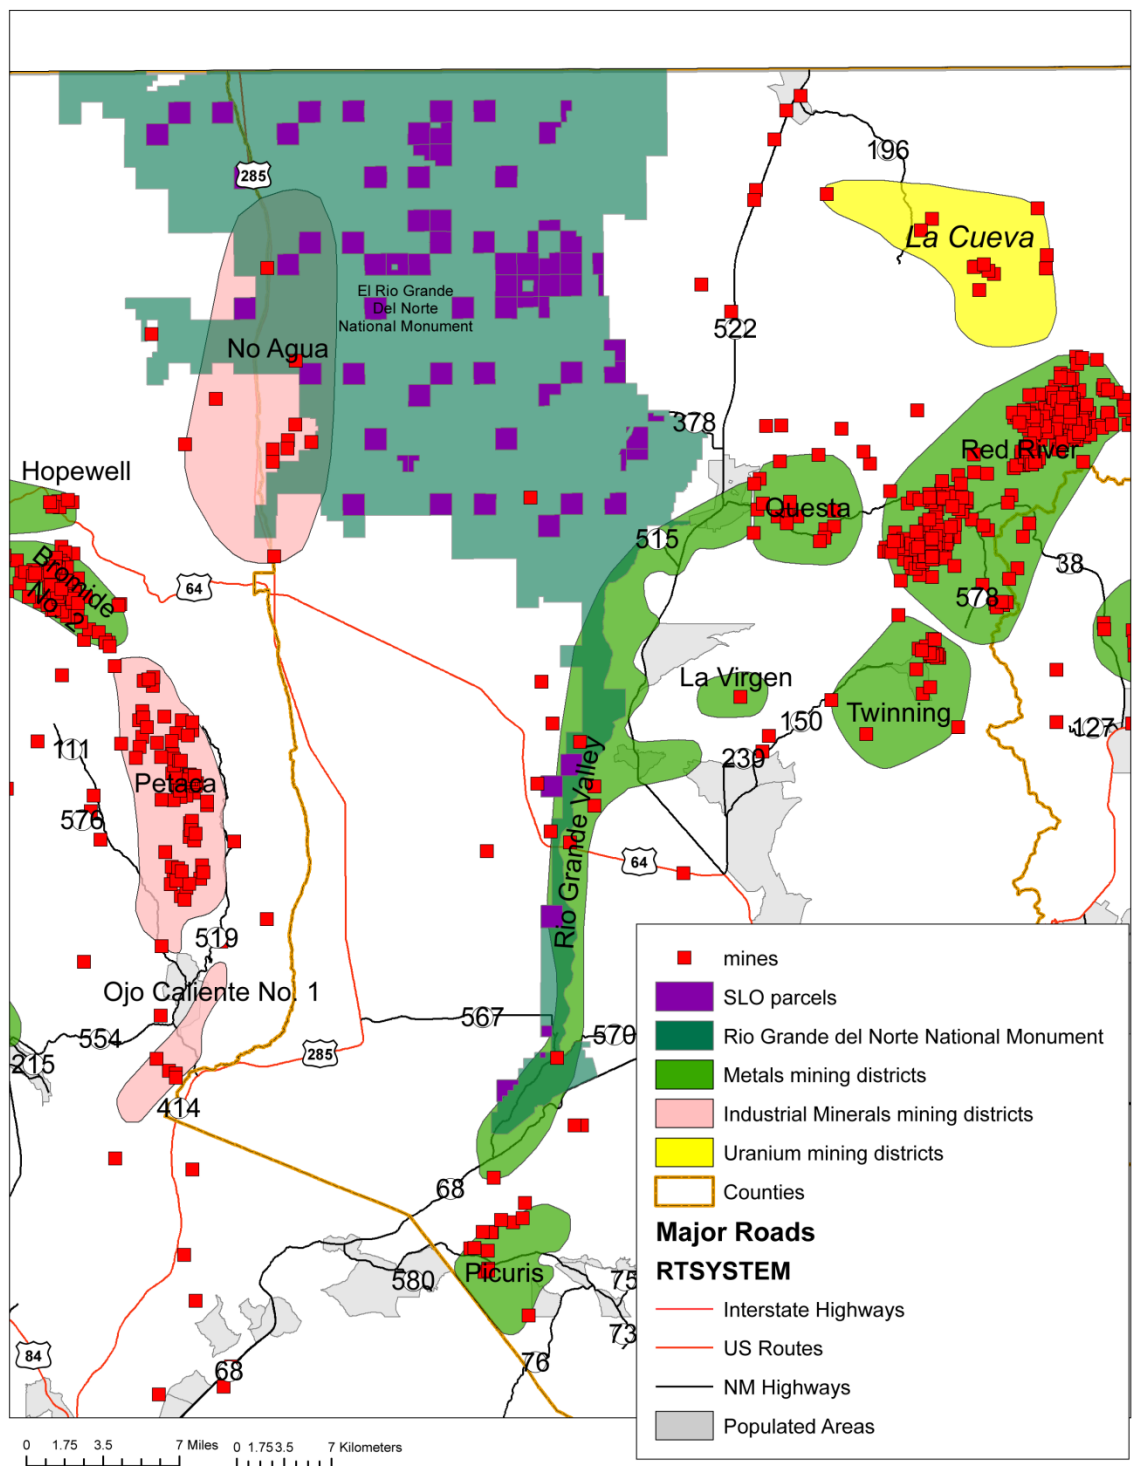 196
285
La Cueva
El Rio Grande
Del Norte
National Monument
522
No Agua
378
Red River
Hopewell
Questa
515
Bromide
No. 2
64
38
578
La Virgen
Twinning
150
127
111
239
Petaca
Rio Grande Valley
576
64
519
Ojo Caliente No. 1
567
570
554
285
215
414
68
Picuris
580
75
73
84
68
76
mines
SLO parcels
Rio Grande del Norte National Monument
Metals mining districts
Industrial Minerals mining districts
Uranium mining districts
Counties
Major Roads
RTSYSTEM
Interstate Highways
US Routes
NM Highways
Populated Areas
0 1.75 3.5 7 Miles
0 1.75 3.5 7 Kilometers